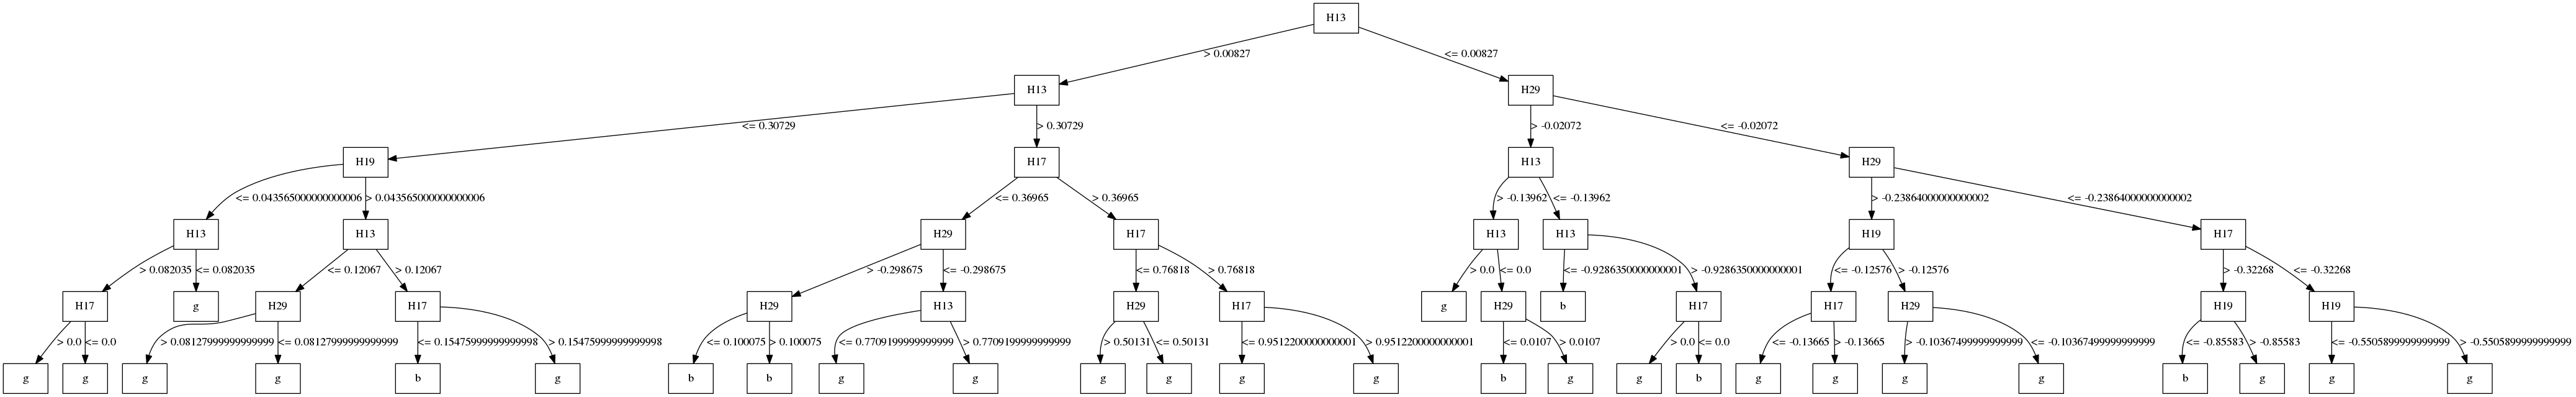 H13
> 0.00827 <= 0.00827
H13 H29
<= 0.30729 > 0.30729 > -0.02072 <= -0.02072
H19 H17 H13 H29
<= 0.043565000000000006 > 0.043565000000000006 <= 0.36965 > 0.36965 > -0.13962 <= -0.13962 > -0.23864000000000002 <= -0.23864000000000002
H13 H13 H29 H17 H13 H13 H19 H17
> 0.082035 <= 0.082035 <= 0.12067 > 0.12067 > -0.298675 <= -0.298675 <= 0.76818 > 0.76818 > 0.0 <= 0.0 <= -0.9286350000000001 > -0.9286350000000001 <= -0.12576 > -0.12576 > -0.32268 <= -0.32268
H17 g H29 H17 H29 H13 H29 H17 g H29 b H17 H17 H29 H19 H19
> 0.0 <= 0.0 > 0.08127999999999999 <= 0.08127999999999999 <= 0.15475999999999998 > 0.15475999999999998 <= 0.100075 > 0.100075 <= 0.7709199999999999 > 0.7709199999999999 > 0.50131 <= 0.50131 <= 0.9512200000000001 > 0.9512200000000001 <= 0.0107 > 0.0107 > 0.0 <= 0.0 <= -0.13665 > -0.13665 > -0.10367499999999999 <= -0.10367499999999999 <= -0.85583 > -0.85583 <= -0.5505899999999999 > -0.5505899999999999
g g g g b g b b g g g g g g b g g b g g g g b g g g